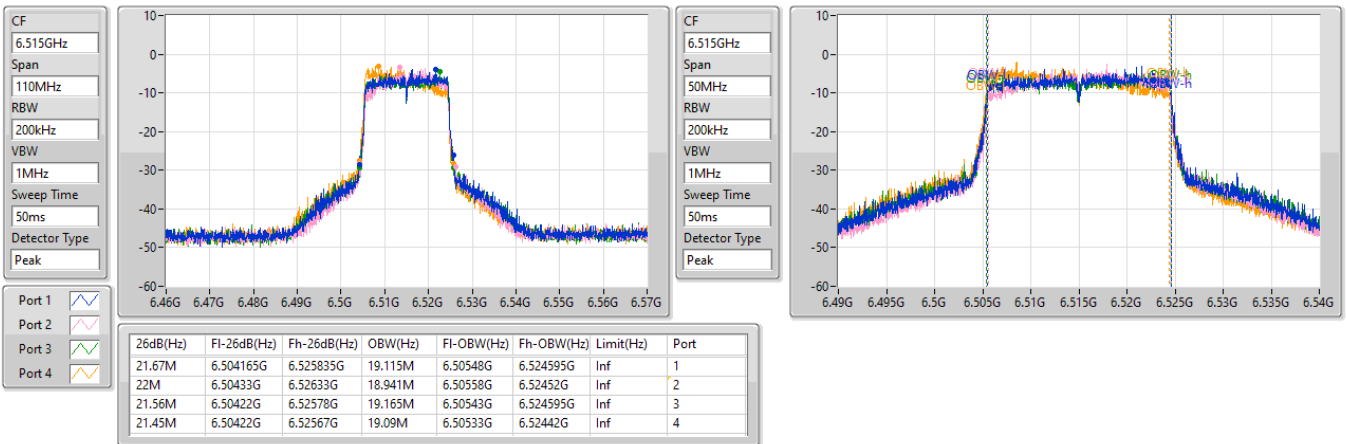 CF
6.515GHz
Span
110MHz
RBW
200kHz
VBW
1MHz
Sweep Time
50ms
Detector Type
Peak
10
0
-10
-20
-30
-40
-50
-60
6.46G 6.47G 6.48G 6.49G 6.5G 6.51G 6.52G 6.53G 6.54G 6.55G 6.56G 6.57G
CF
6.515GHz
Span
50MHz
RBW
200kHz
VBW
1MHz
Sweep Time
50ms
Detector Type
Peak
10
0
-10
-20
-30
-40
-50
-60
OBW-h
OBW-h
6.49G 6.495G 6.5G 6.505G 6.51G 6.515G 6.52G 6.525G 6.53G 6.535G 6.54G
Port 1
Port 2
Port 3
Port 4
26dB(Hz) Fl-26dB(Hz) Fh-26dB(Hz) OBW(Hz) Fl-OBW(Hz) Fh-OBW(Hz) Limit(Hz) Port
21.67M 6.504165G 6.525835G 19.115M 6.50548G 6.524595G Inf 1
22M 6.50433G 6.52633G 18.941M 6.50558G 6.52452G Inf 2
21.56M 6.50422G 6.52578G 19.165M 6.50543G 6.524595G Inf 3
21.45M 6.50422G 6.52567G 19.09M 6.50533G 6.52442G Inf 4